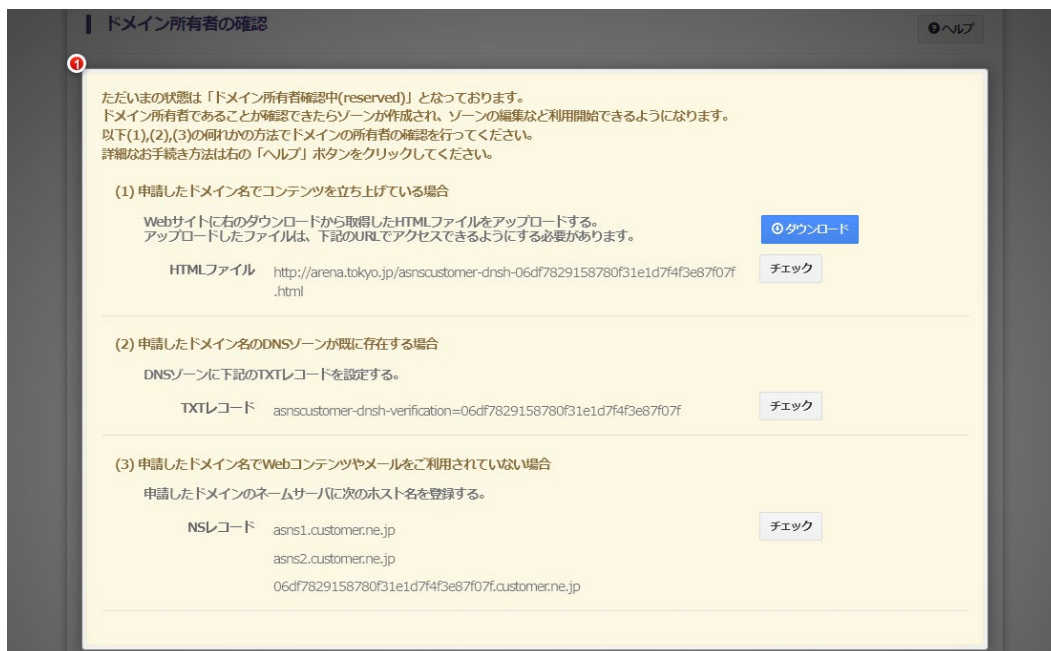 ドメイン所有者の確認
ヘルプ
1
ただいまの状態は「ドメイン所有者確認中(reserved)」となっております。
ドメイン所有者であることが確認できたらゾーンが作成され、ゾーンの編集など利用開始できるようになります。
以下(1),(2),(3)の何れかの方法でドメインの所有者の確認を行ってください。
詳細なお手続き方法は右の「ヘルプ」ボタンをクリックしてください。
(1) 申請したドメイン名でコンテンツを立ち上げている場合
Webサイトに右のダウンロードから取得したHTMLファイルをアップロードする。
アップロードしたファイルは、下記のURLでアクセスできるようにする必要があります。
ダウンロード
HTMLファイル http://arena.tokyo.jp/asnscustomer-dnsh-06df7829158780f31e1d7f4f3e87f07f
.html
チェック
(2) 申請したドメイン名のDNSゾーンが既に存在する場合
DNSゾーンに下記のTXTレコードを設定する。
TXTレコード asnscustomer-dnsh-verification=06df7829158780f31e1d7f4f3e87f07f
チェック
(3) 申請したドメイン名でWebコンテンツやメールをご利用されていない場合
申請したドメインのネームサーバに次のホスト名を登録する。
NSレコード asns1.customer.ne.jp
チェック
asns2.customer.ne.jp
06df7829158780f31e1d7f4f3e87f07f.customer.ne.jp